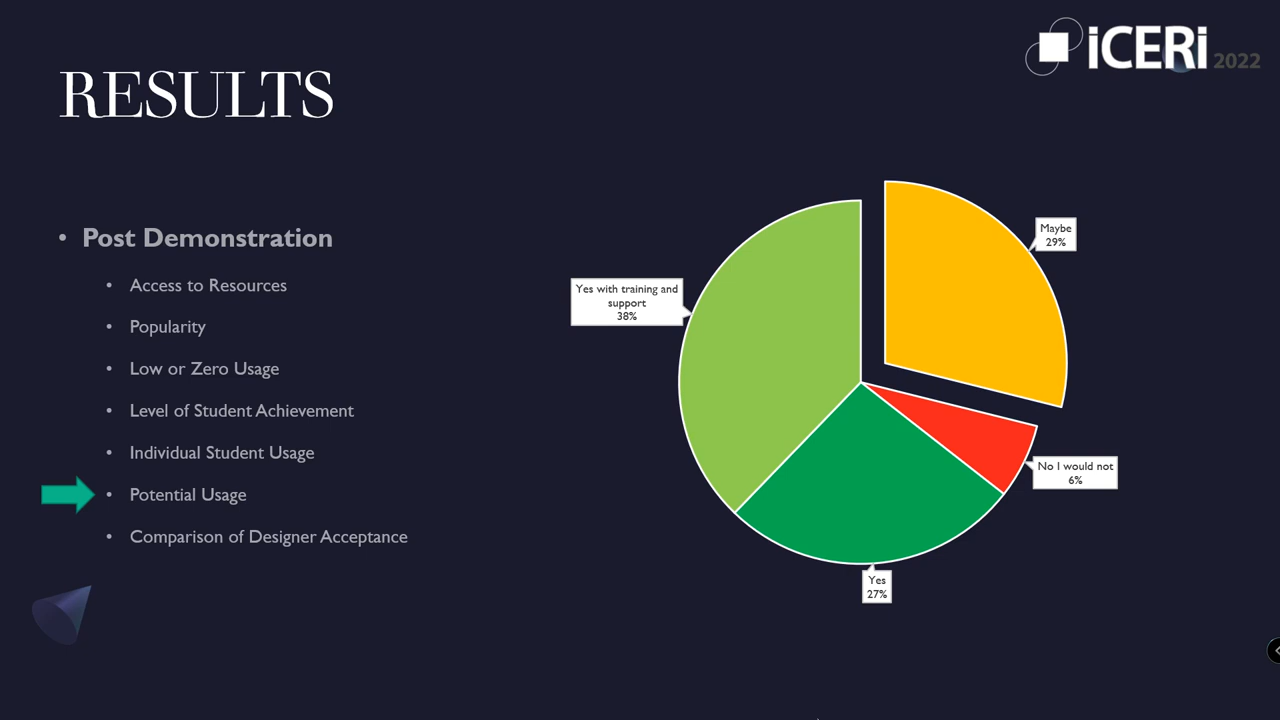 iCERi 2022
RESULTS
• Post Demonstration
• Access to Resources
• Popularity
• Low or Zero Usage
• Level of Student Achievement
• Individual Student Usage
• Potential Usage
• Comparison of Designer Acceptance
Maybe
29%
Yes with training and
support
38%
No I would not
6%
Yes
27%